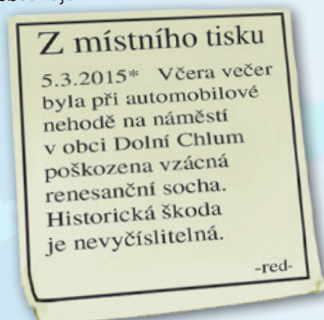 Z místního tisku
5.3.2015* Včera večer
byla při automobilové
nehodě na náměstí
v obci Dolní Chlum
poškozena vzácná
renesanční socha.
Historická škoda
je nevyčíslitelná.
-red-